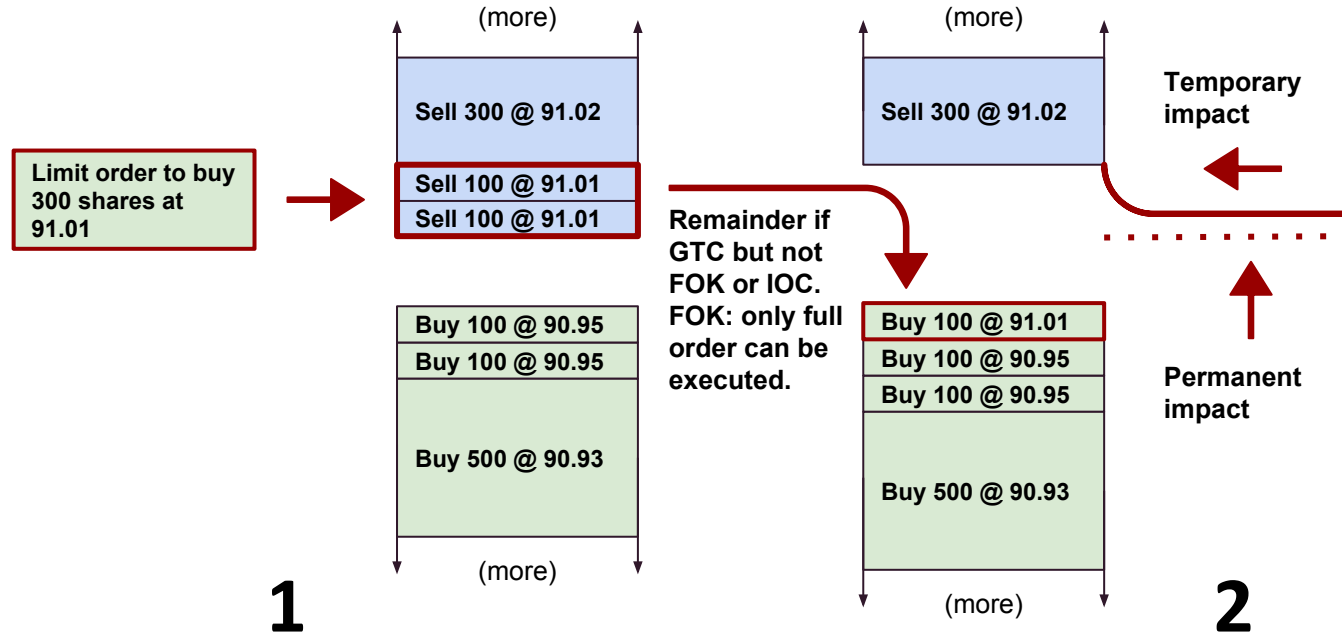 (more)
Sell 300 @ 91.02
Sell 100 @ 91.01
Sell 100 @ 91.01
Limit order to buy
300 shares at
91.01
Buy 100 @ 90.95
Buy 100 @ 90.95
Buy 500 @ 90.93
(more)
1
Remainder if
GTC but not
FOK or IOC.
FOK: only full
order can be
executed.
(more)
Sell 300 @ 91.02
Buy 100 @ 91.01
Buy 100 @ 90.95
Buy 100 @ 90.95
Buy 500 @ 90.93
(more)
Temporary
impact
Permanent
impact
2